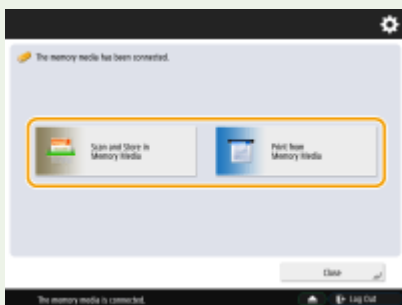 The memory media has been connected.
Scan and Store in
Memory Media
Print from
Memory Media
Close
The memory media is connected.
Log Out